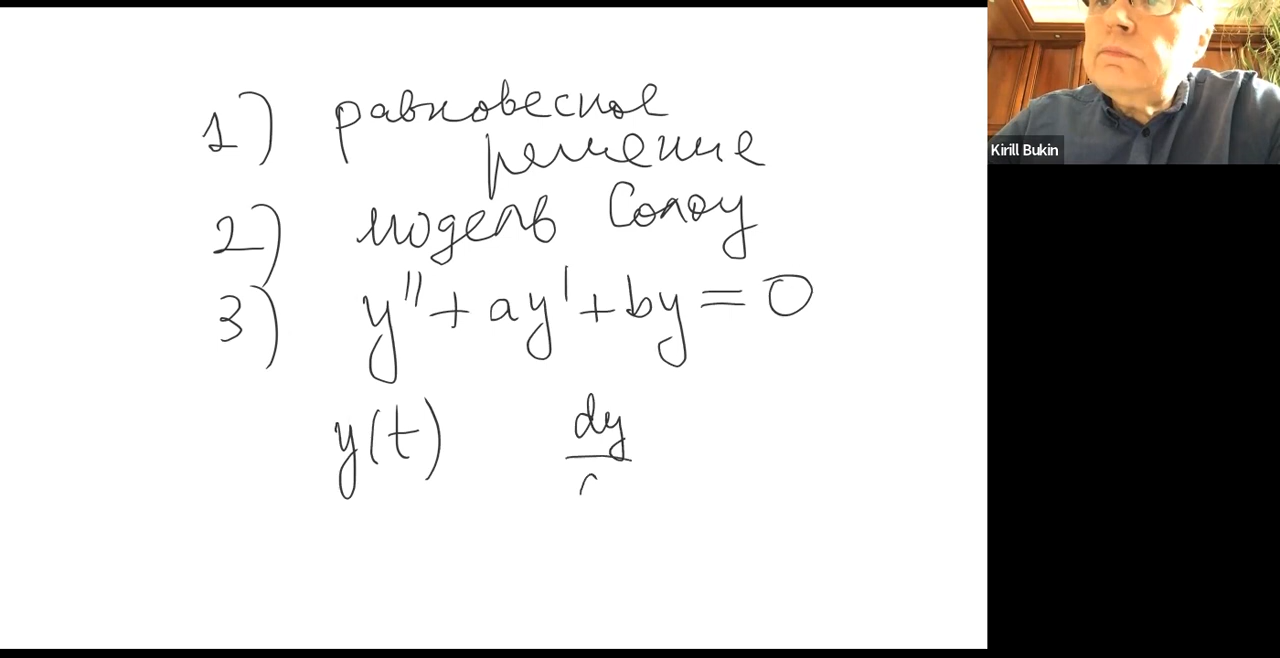 1) равновесное
решение
2) модель Солоу
3) y'' + ay' + by = 0
y(t) dy
Kirill Bukin